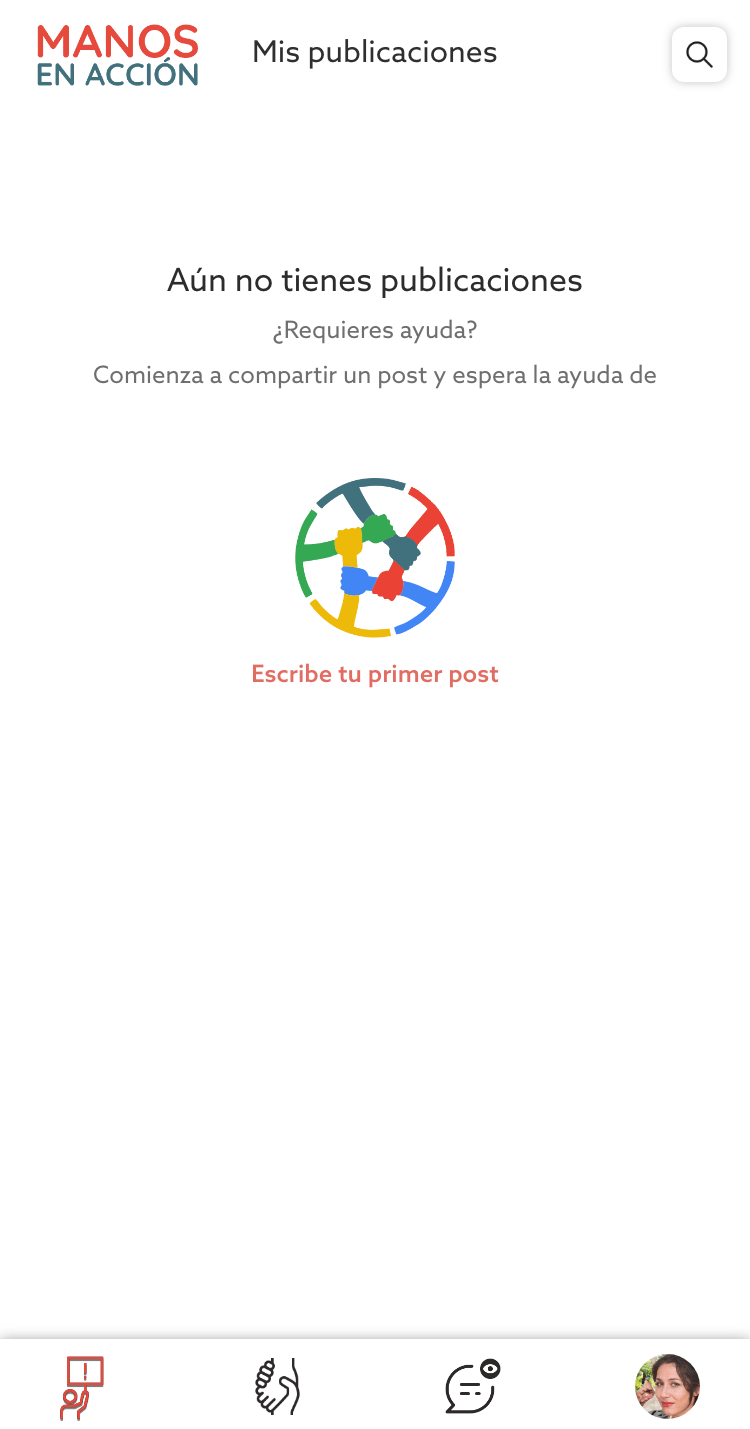 MANOS
EN ACCIÓN
Mis publicaciones
Aún no tienes publicaciones
¿Requieres ayuda?
Comienza a compartir un post y espera la ayuda de
Escribe tu primer post